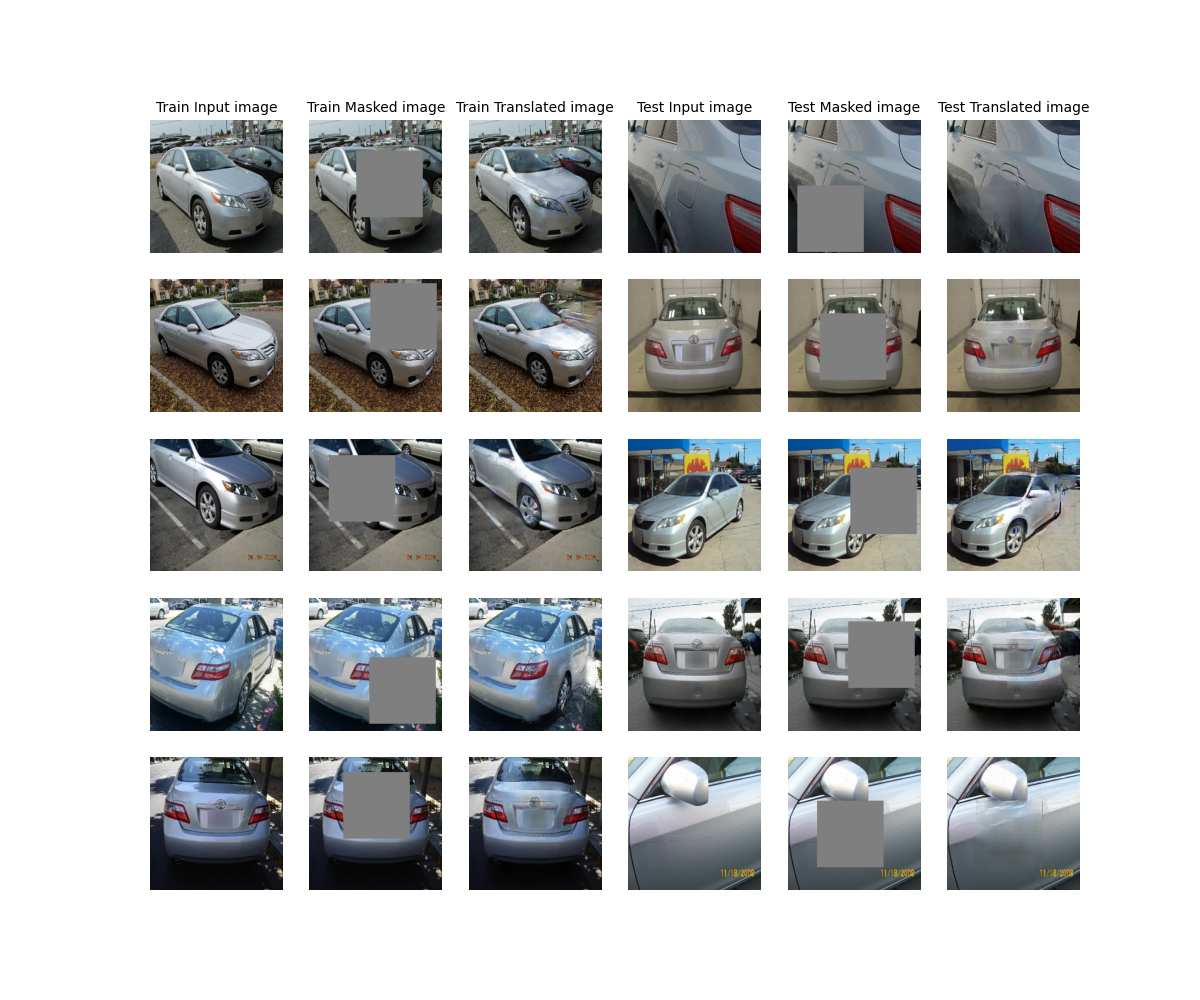 Train Input image
Train Masked image
Train Translated image
Test Input image
Test Masked image
Test Translated image
11/18/2008
11/18/2008
11/18/2008